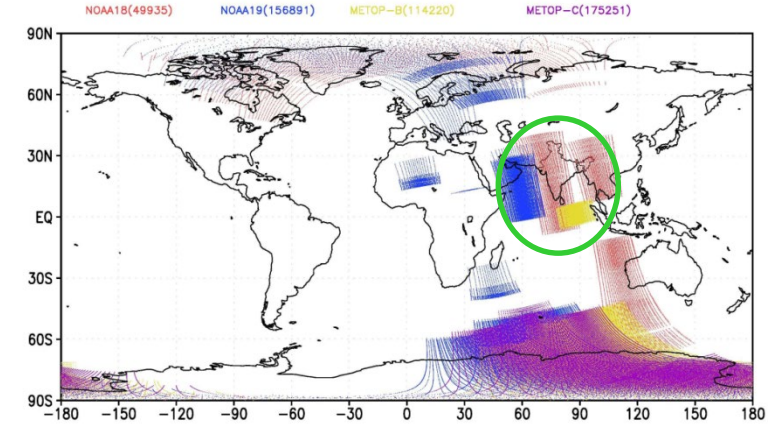 NOAA18(49935) NOAA19(156891) METOP-B(114220) METOP-C(175251)
90N
60N
30N
EQ
30S
60S
90S
−180 −150 −120 −90 −60 −30 0 30 60 90 120 150 180